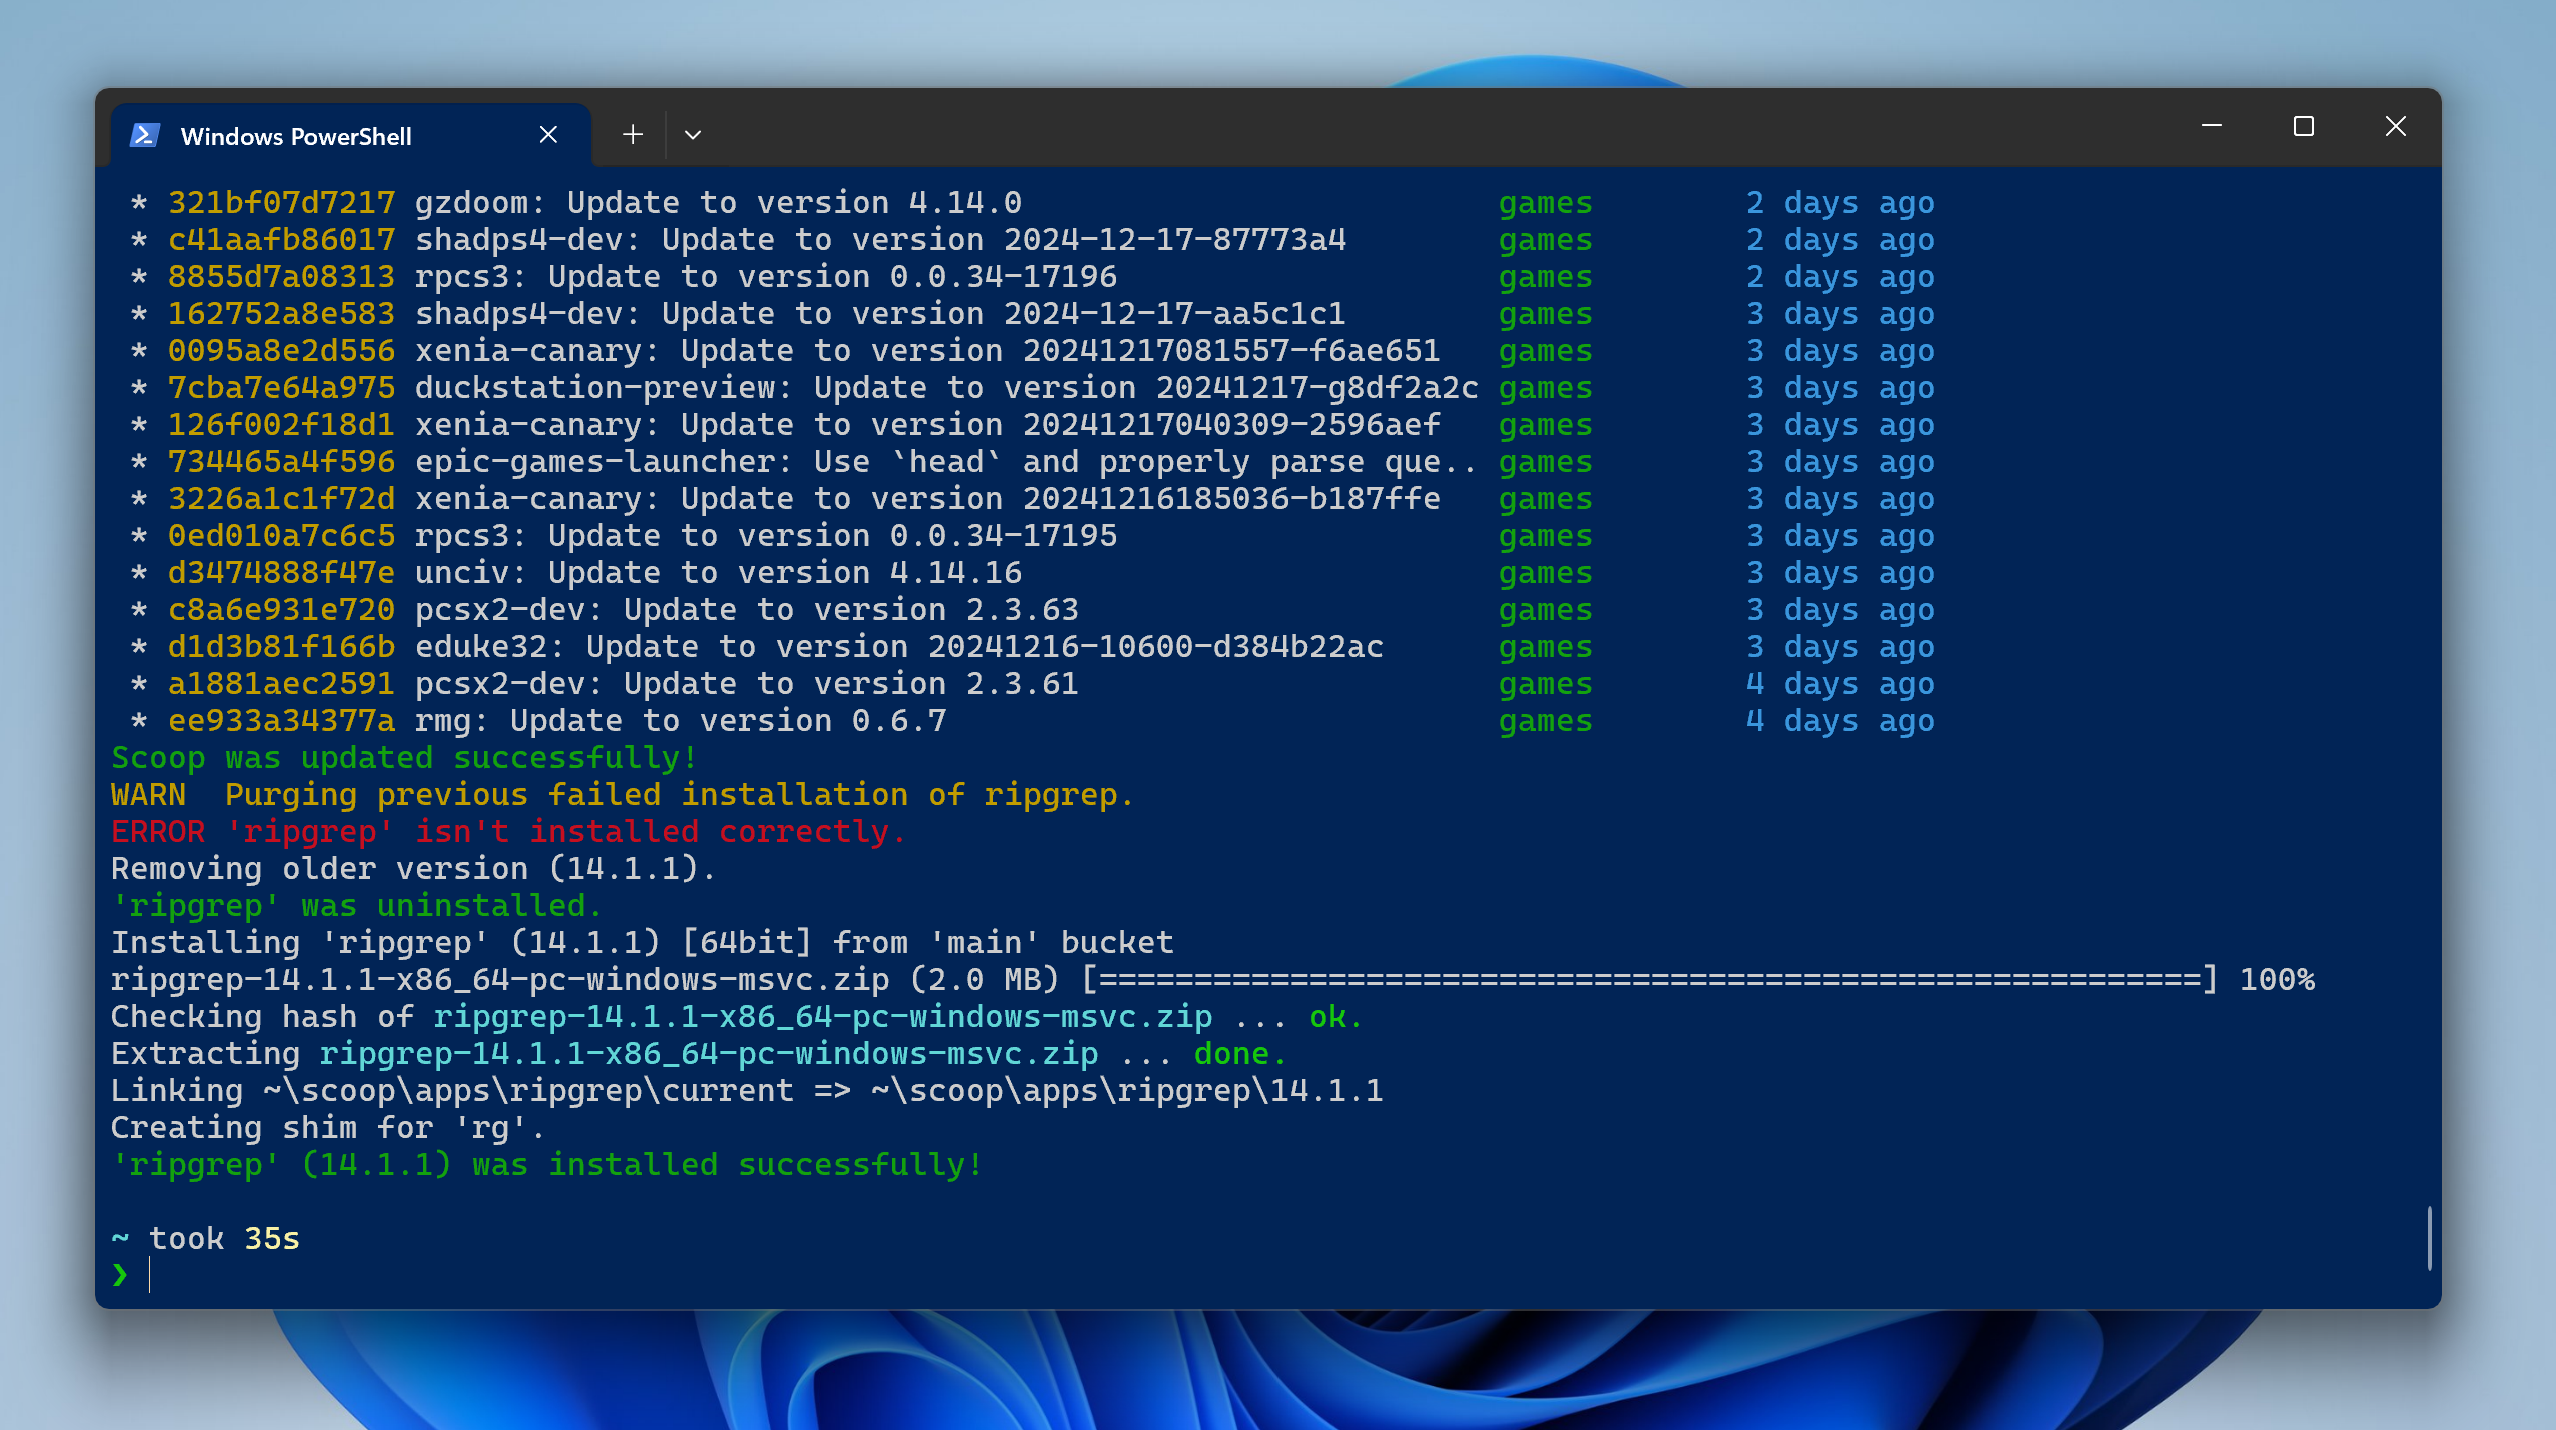 Windows PowerShell
* 321bf07d7217 gzdoom: Update to version 4.14.0 games 2 days ago
* c41aafb86017 shadps4-dev: Update to version 2024-12-17-87773a4 games 2 days ago
* 8855d7a08313 rpcs3: Update to version 0.0.34-17196 games 2 days ago
* 162752a8e583 shadps4-dev: Update to version 2024-12-17-aa5c1c1 games 3 days ago
* 0095a8e2d556 xenia-canary: Update to version 20241217081557-f6ae651 games 3 days ago
* 7cba7e64a975 duckstation-preview: Update to version 20241217-g8df2a2c games 3 days ago
* 126f002f18d1 xenia-canary: Update to version 20241217040309-2596aef games 3 days ago
* 734465a4f596 epic-games-launcher: Use `head` and properly parse que.. games 3 days ago
* 3226a1c1f72d xenia-canary: Update to version 20241216185036-b187ffe games 3 days ago
* 0ed010a7c6c5 rpcs3: Update to version 0.0.34-17195 games 3 days ago
* d3474888f47e unciv: Update to version 4.14.16 games 3 days ago
* c8a6e931e720 pcsx2-dev: Update to version 2.3.63 games 3 days ago
* d1d3b81f166b eduke32: Update to version 20241216-10600-d384b22ac games 3 days ago
* a1881aec2591 pcsx2-dev: Update to version 2.3.61 games 4 days ago
* ee933a34377a rmg: Update to version 0.6.7 games 4 days ago
Scoop was updated successfully!
WARN  Purging previous failed installation of ripgrep.
ERROR 'ripgrep' isn't installed correctly.
Removing older version (14.1.1).
'ripgrep' was uninstalled.
Installing 'ripgrep' (14.1.1) [64bit] from 'main' bucket
ripgrep-14.1.1-x86_64-pc-windows-msvc.zip (2.0 MB) [==========================================================] 100%
Checking hash of ripgrep-14.1.1-x86_64-pc-windows-msvc.zip ... ok.
Extracting ripgrep-14.1.1-x86_64-pc-windows-msvc.zip ... done.
Linking ~\scoop\apps\ripgrep\current => ~\scoop\apps\ripgrep\14.1.1
Creating shim for 'rg'.
'ripgrep' (14.1.1) was installed successfully!
~ took 35s
❯